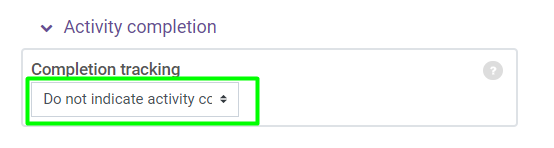 Activity completion
Completion tracking
?
Do not indicate activity co